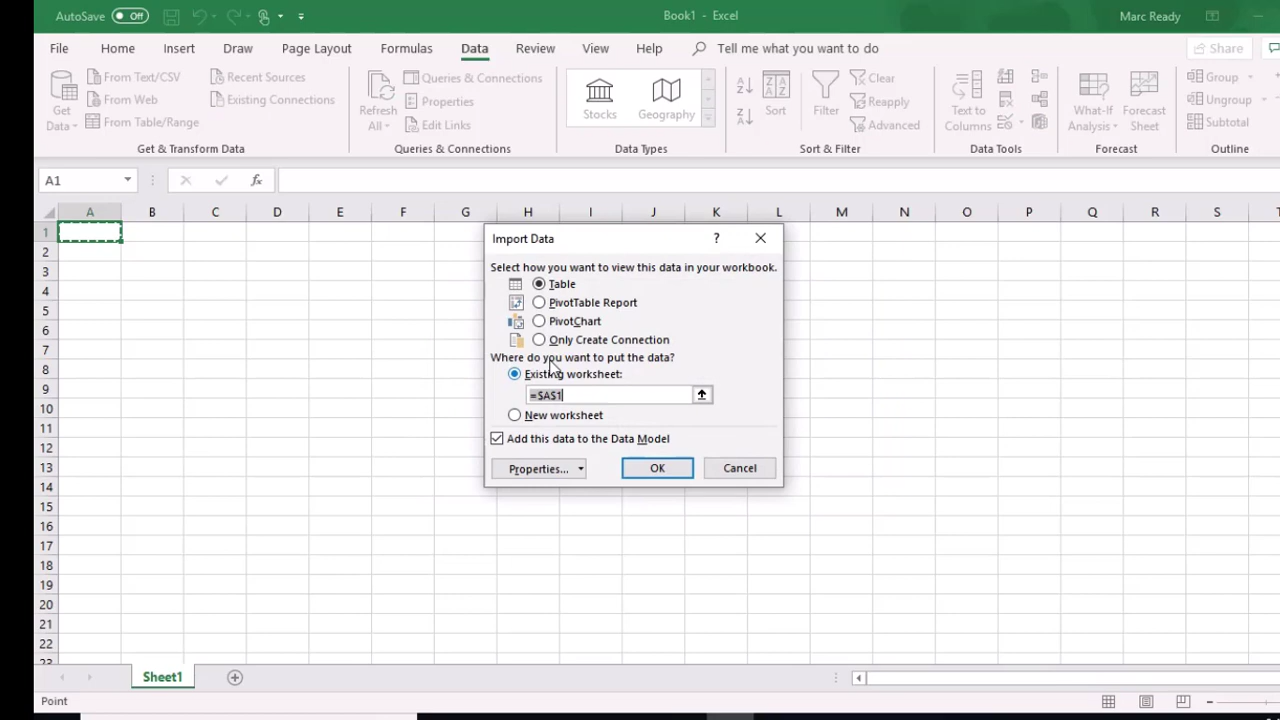 AutoSave Off Book1 - Excel Marc Ready
File Home Insert Draw Page Layout Formulas Data Review View Help Tell me what you want to do Share
Get Data
From Text/CSV
From Web
From Table/Range
Recent Sources
Existing Connections
Get & Transform Data
Refresh All
Queries & Connections
Properties
Edit Links
Queries & Connections
Stocks
Geography
Data Types
Sort
Filter
Clear
Reapply
Advanced
Sort & Filter
Text to Columns
Data Tools
What-If Analysis
Forecast Sheet
Forecast
Group
Ungroup
Subtotal
Outline
A1 fx
A B C D E F G H I J K L M N O P Q R S
1
2
3
4
5
6
7
8
9
10
11
12
13
14
15
16
17
18
19
20
21
22
23
Import Data ?
Select how you want to view this data in your workbook.
Table
PivotTable Report
PivotChart
Only Create Connection
Where do you want to put the data?
Existing worksheet:
=$A$1
New worksheet
Add this data to the Data Model
Properties... OK Cancel
Sheet1
Point